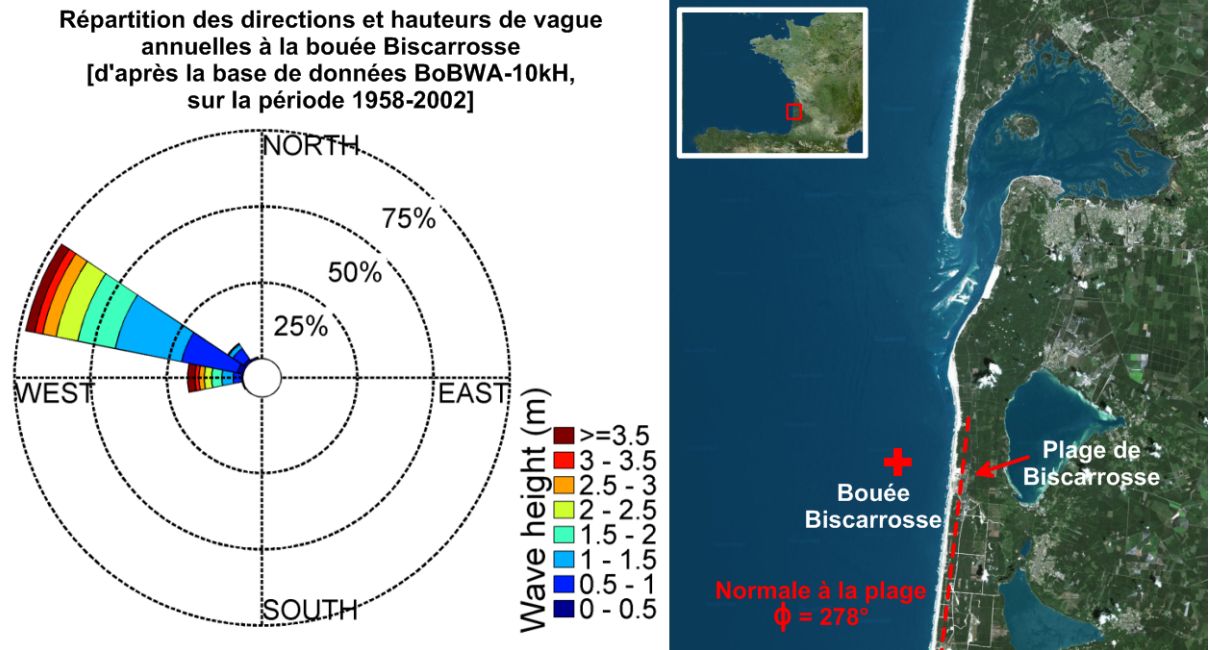 Répartition des directions et hauteurs de vague
annuelles à la bouée Biscarrosse
[d'après la base de données BoBWA-10kH,
sur la période 1958-2002]
NORTH
75%
50%
25%
WEST
EAST
SOUTH
Wave height (m)
>=3.5
3 - 3.5
2.5 - 3
2 - 2.5
1.5 - 2
1 - 1.5
0.5 - 1
0 - 0.5
Plage de
Biscarrosse
Bouée
Biscarrosse
Normale à la plage
ϕ = 278°